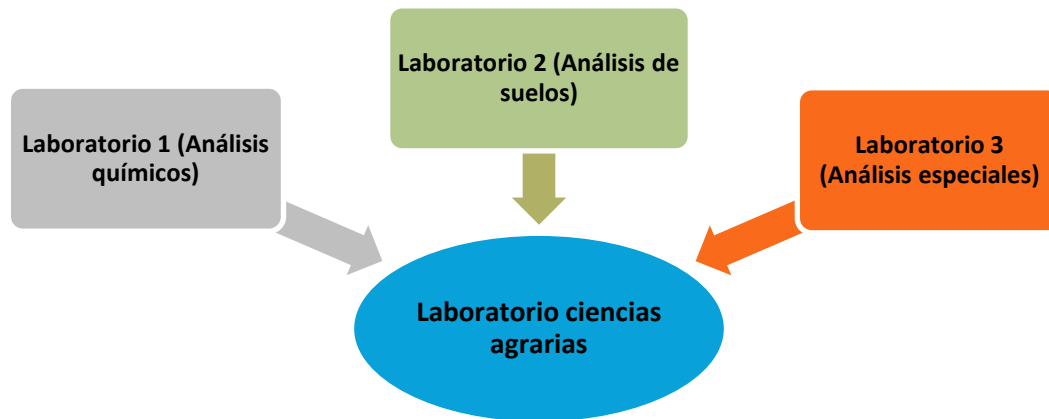 Laboratorio 1 (Análisis
químicos)
Laboratorio 2 (Análisis de
suelos)
Laboratorio 3
(Análisis especiales)
Laboratorio ciencias
agrarias